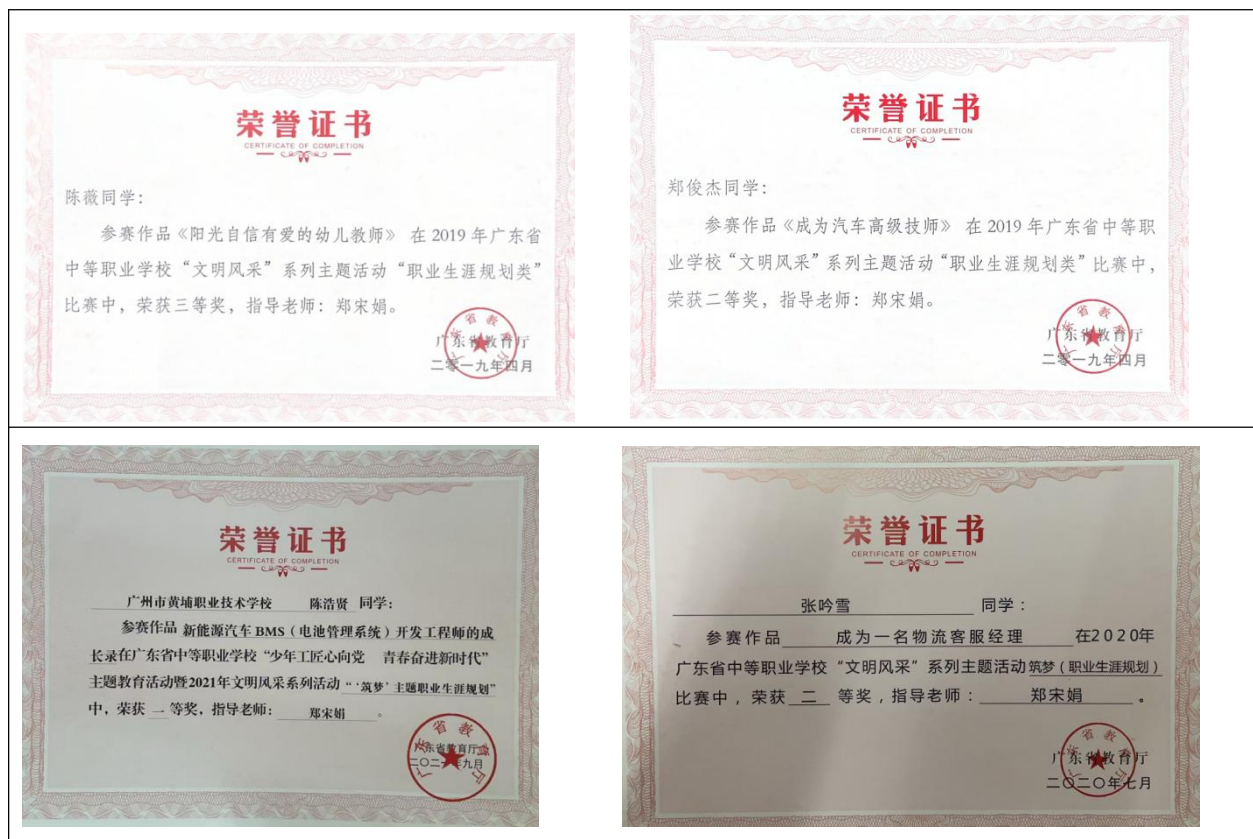 荣誉证书
CERTIFICATE OF COMPLETION
陈薇同学：
参赛作品《阳光自信有爱的幼儿教师》 在 2019 年广东省
中等职业学校“文明风采”系列主题活动“职业生涯规划类”
比赛中，荣获三等奖，指导老师：郑宋娟。
广东省教育厅
二零一九年四月
荣誉证书
CERTIFICATE OF COMPLETION
郑俊杰同学：
参赛作品《成为汽车高级技师》 在 2019 年广东省中等职
业学校“文明风采”系列主题活动“职业生涯规划类”比赛中，
荣获二等奖，指导老师：郑宋娟。
广东省教育厅
二零一九年四月
荣誉证书
CERTIFICATE OF COMPLETION
广州市黄埔职业技术学校 陈浩贤 同学：
参赛作品 新能源汽车 BMS（电池管理系统）开发工程师的成
长录在广东省中等职业学校“少年工匠心向党 青春奋进新时代”
主题教育活动暨2021年文明风采系列活动 “‘筑梦’主题职业生涯规划”
中，荣获 一 等奖，指导老师： 郑宋娟 。
广东省教育厅
二〇二一年九月
荣誉证书
CERTIFICATE OF COMPLETION
张吟雪 同学：
参赛作品 成为一名物流客服经理 在2020年
广东省中等职业学校“文明风采”系列主题活动 筑梦（职业生涯规划）
比赛中，荣获 二 等奖，指导老师： 郑宋娟 。
广东省教育厅
二〇二〇年七月